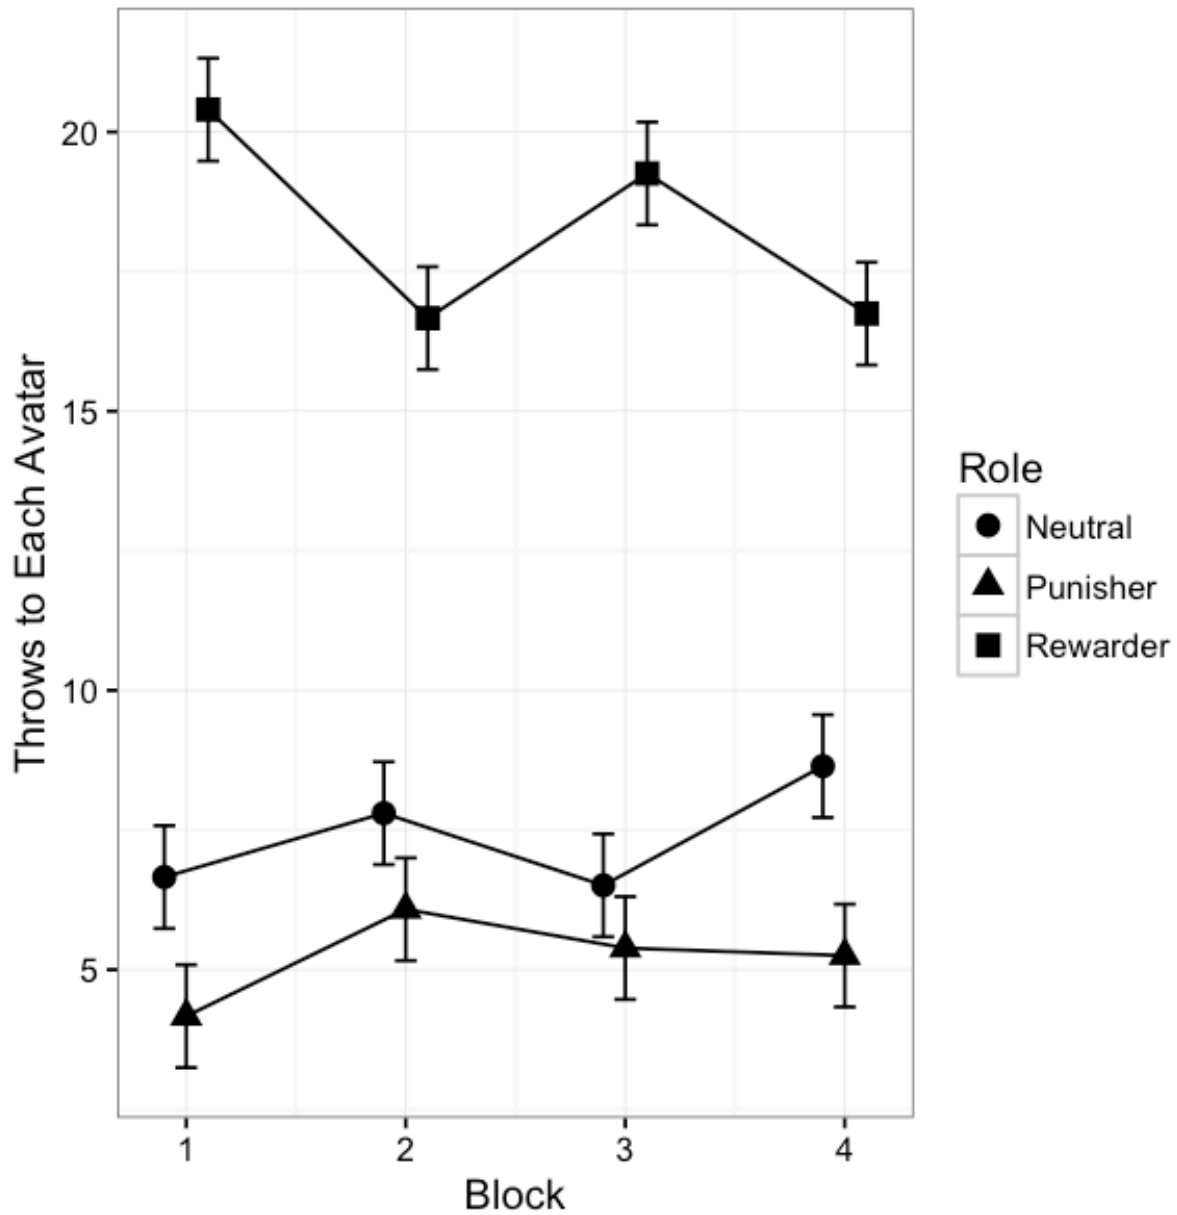 20
15
10
5
Throws to Each Avatar
1 2 3 4
Block
Role
Neutral
Punisher
Rewarder